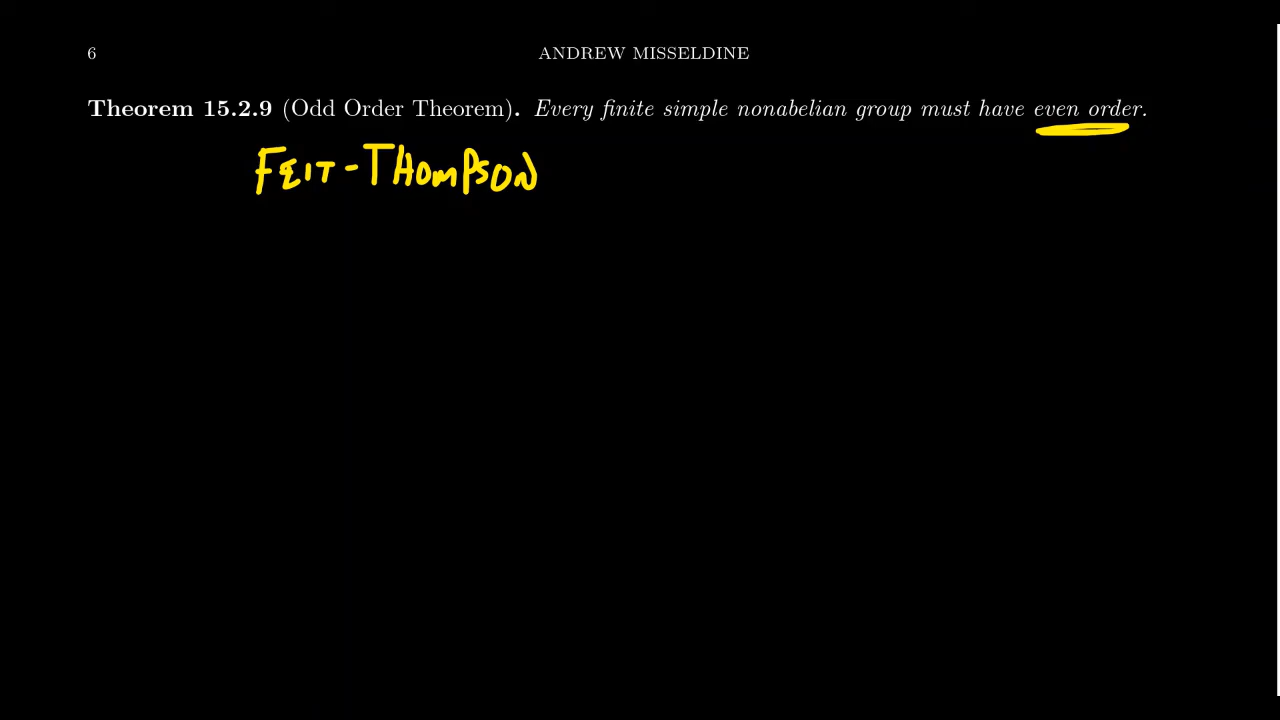 6 ANDREW MISSELDINE
Theorem 15.2.9 (Odd Order Theorem). Every finite simple nonabelian group must have even order.
FEIT-THOMPSON